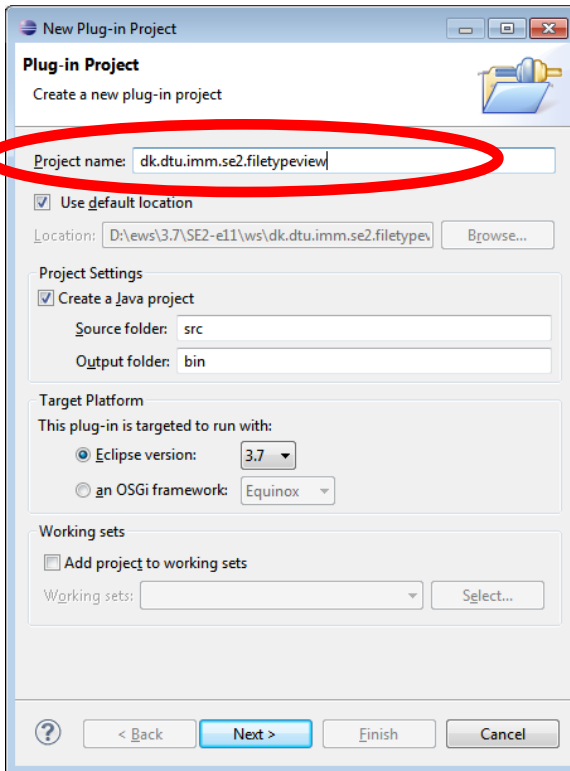 New Plug-in Project
Plug-in Project
Create a new plug-in project
Project name: dk.dtu.imm.se2.filetypeview
Use default location
Location: D:\ews\3.7\SE2-e11\ws\dk.dtu.imm.se2.filetypev Browse...
Project Settings
Create a Java project
Source folder: src
Output folder: bin
Target Platform
This plug-in is targeted to run with:
Eclipse version: 3.7
an OSGi framework: Equinox
Working sets
Add project to working sets
Working sets: Select...
? < Back Next > Finish Cancel